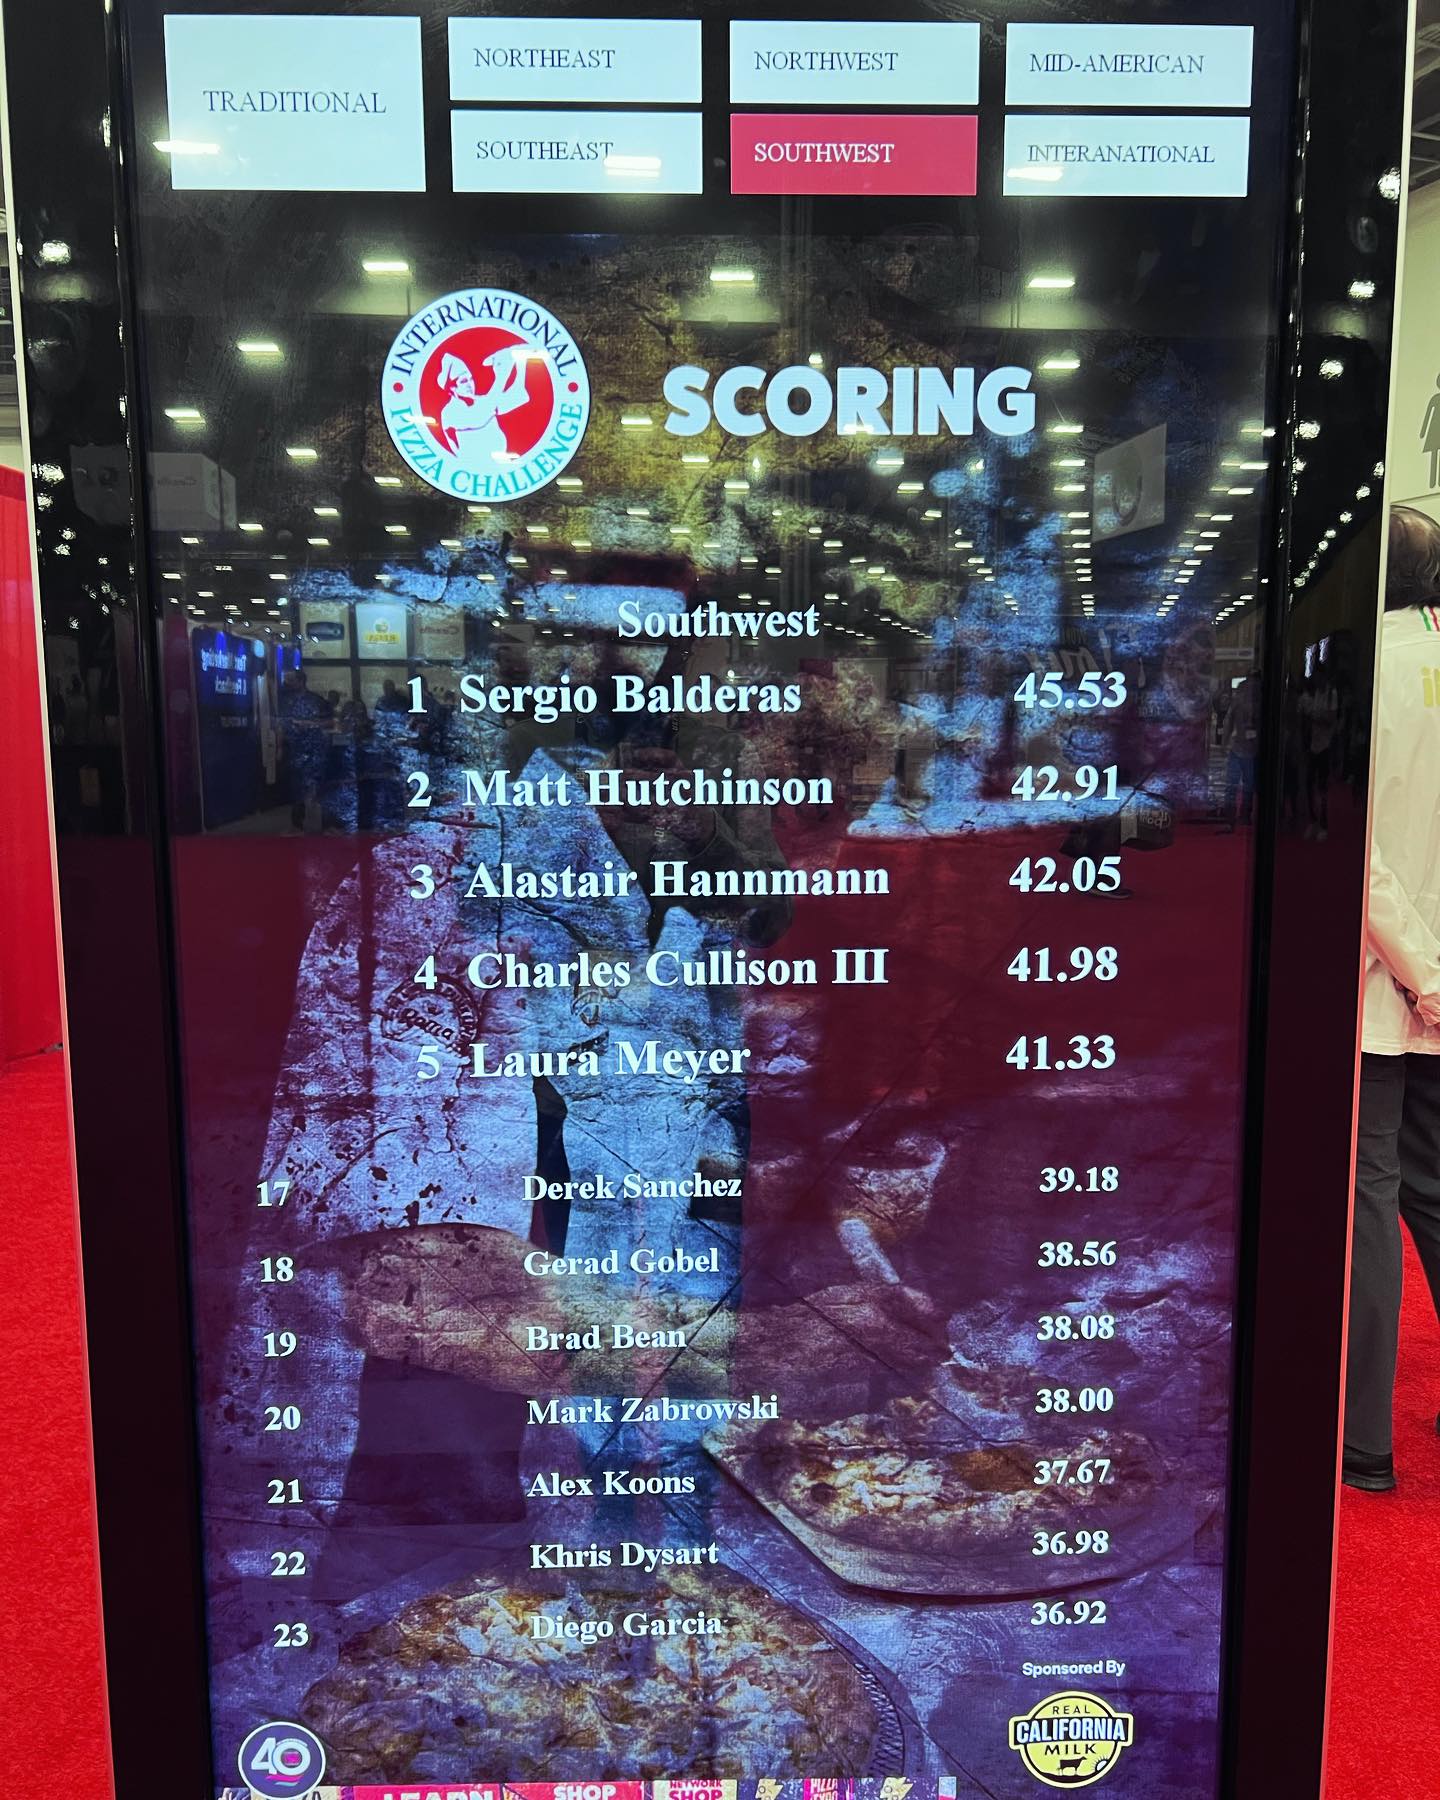 TRADITIONAL
NORTHEAST
NORTHWEST
MID-AMERICAN
SOUTHEAST
SOUTHWEST
INTERANATIONAL
INTERNATIONAL
PIZZA CHALLENGE
SCORING
Southwest
1 Sergio Balderas 45.53
2 Matt Hutchinson 42.91
3 Alastair Hannmann 42.05
4 Charles Cullison III 41.98
5 Laura Meyer 41.33
17 Derek Sanchez 39.18
18 Gerad Gobel 38.56
19 Brad Bean 38.08
20 Mark Zabrowski 38.00
21 Alex Koons 37.67
22 Khris Dysart 36.98
23 Diego Garcia 36.92
Sponsored By
REAL
CALIFORNIA
MILK
40
LEARN
SHOP
NETWORK
SHOP
PIZZA